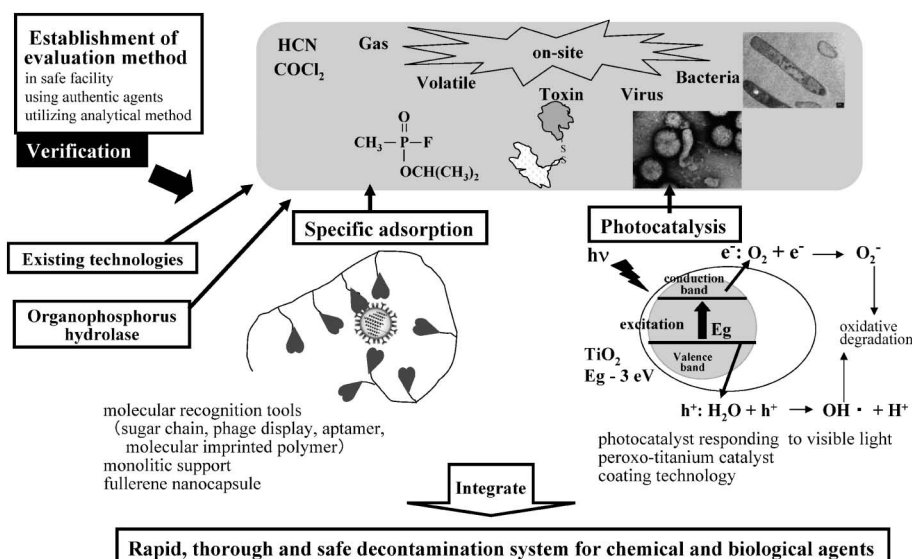 Establishment of
evaluation method
in safe facility
using authentic agents
utilizing analytical method
Verification
HCN
COCl₂
Gas
on-site
Volatile
Toxin
Virus
Bacteria
O
CH₃-P-F
OCH(CH₃)₂
S
S
Existing technologies
Organophosphorus
hydrolase
Specific adsorption
molecular recognition tools
(sugar chain, phage display, aptamer,
molecular imprinted polymer)
monolitic support
fullerene nanocapsule
Photocatalysis
hν
e⁻: O₂ + e⁻
O₂⁻
conduction
band
excitation
Eg
Valence
band
TiO₂
Eg - 3 eV
oxidative
degradation
h⁺: H₂O + h⁺
OH · + H⁺
photocatalyst responding to visible light
peroxo-titanium catalyst
coating technology
Integrate
Rapid, thorough and safe decontamination system for chemical and biological agents